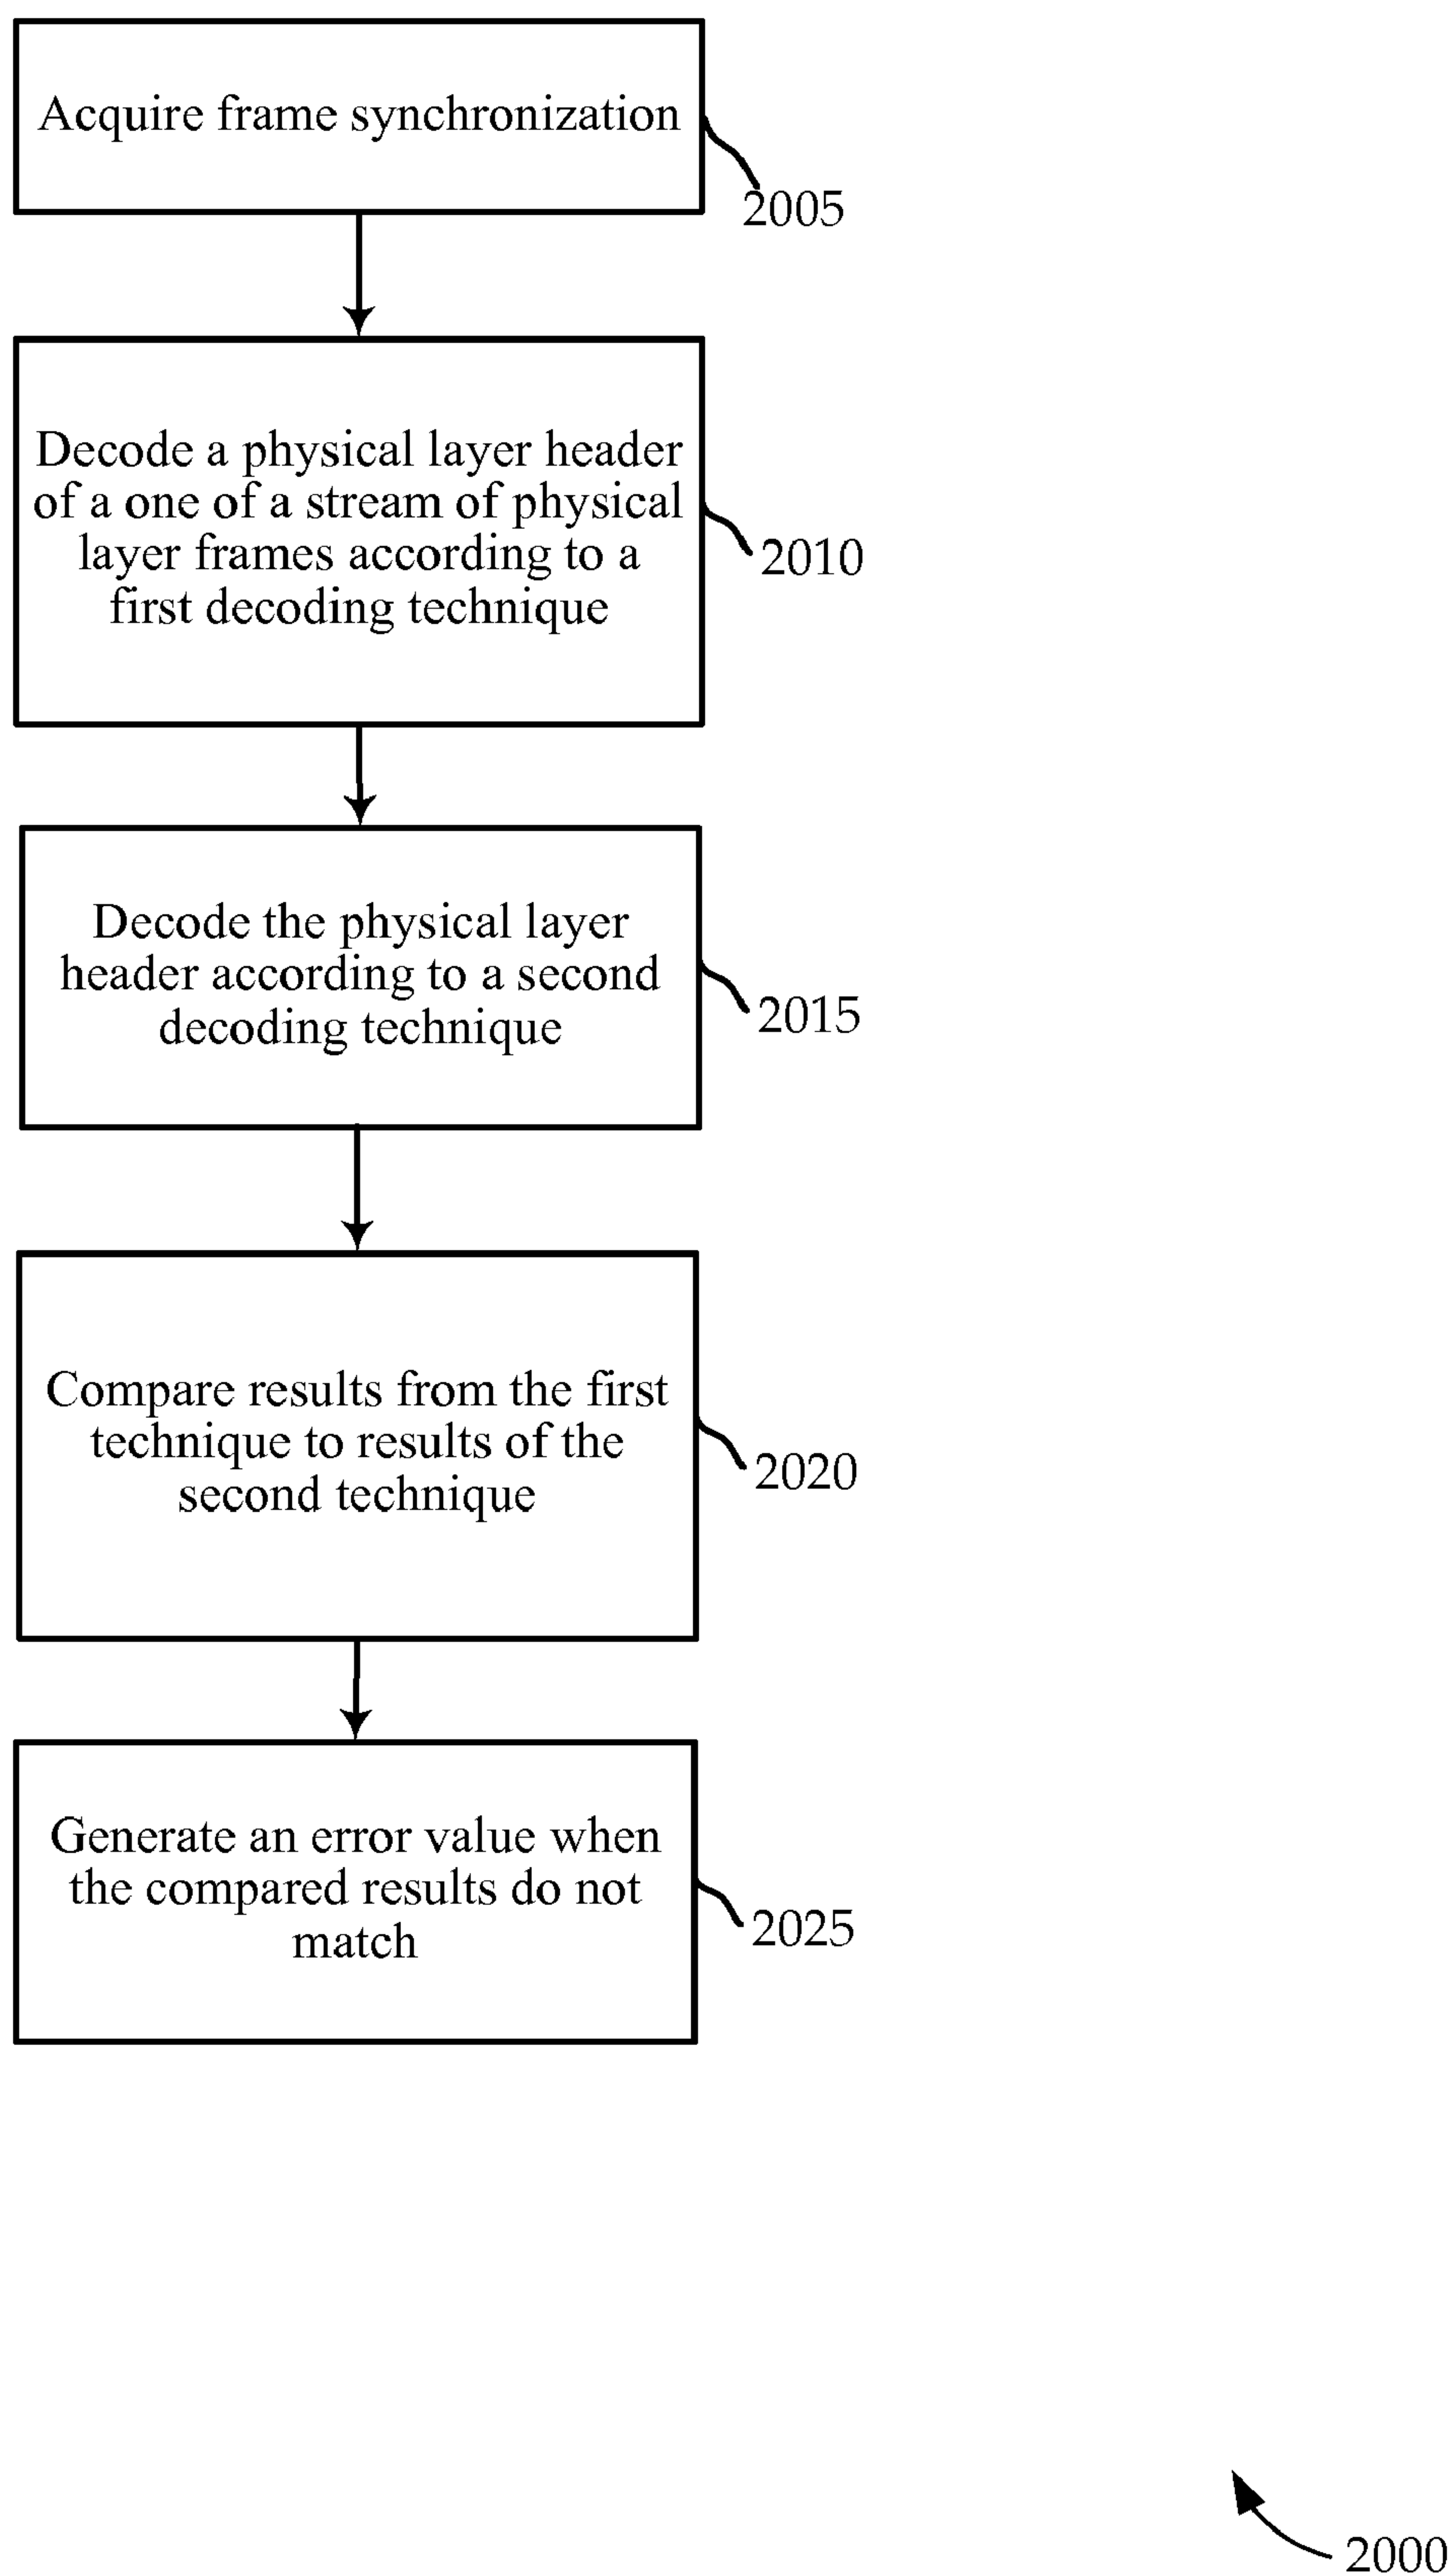 Acquire frame synchronization
2005
Decode a physical layer header
of a one of a stream of physical
layer frames according to a
first decoding technique
2010
Decode the physical layer
header according to a second
decoding technique
2015
Compare results from the first
technique to results of the
second technique
2020
Generate an error value when
the compared results do not
match
2025
2000